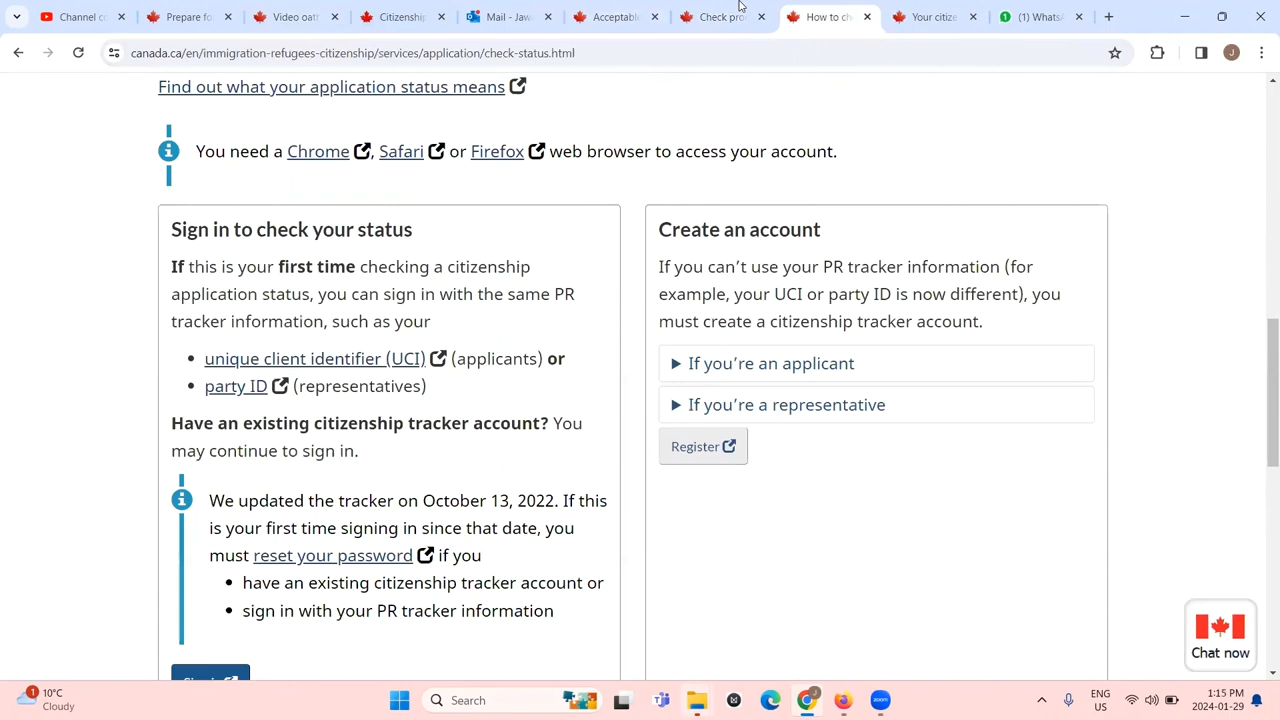 Channel co
Prepare fo
Video oath
Citizenship
Mail - Jaw
Acceptable
Check pro
How to ch
Your citize
(1) WhatsA
canada.ca/en/immigration-refugees-citizenship/services/application/check-status.html
J
Find out what your application status means
You need a Chrome, Safari or Firefox web browser to access your account.
Sign in to check your status
If this is your first time checking a citizenship
application status, you can sign in with the same PR
tracker information, such as your
• unique client identifier (UCI) (applicants) or
• party ID (representatives)
Have an existing citizenship tracker account? You
may continue to sign in.
We updated the tracker on October 13, 2022. If this
is your first time signing in since that date, you
must reset your password if you
• have an existing citizenship tracker account or
• sign in with your PR tracker information
Create an account
If you can’t use your PR tracker information (for
example, your UCI or party ID is now different), you
must create a citizenship tracker account.
If you’re an applicant
If you’re a representative
Register
Chat now
1
10°C
Cloudy
Search
ENG
US
1:15 PM
2024-01-29